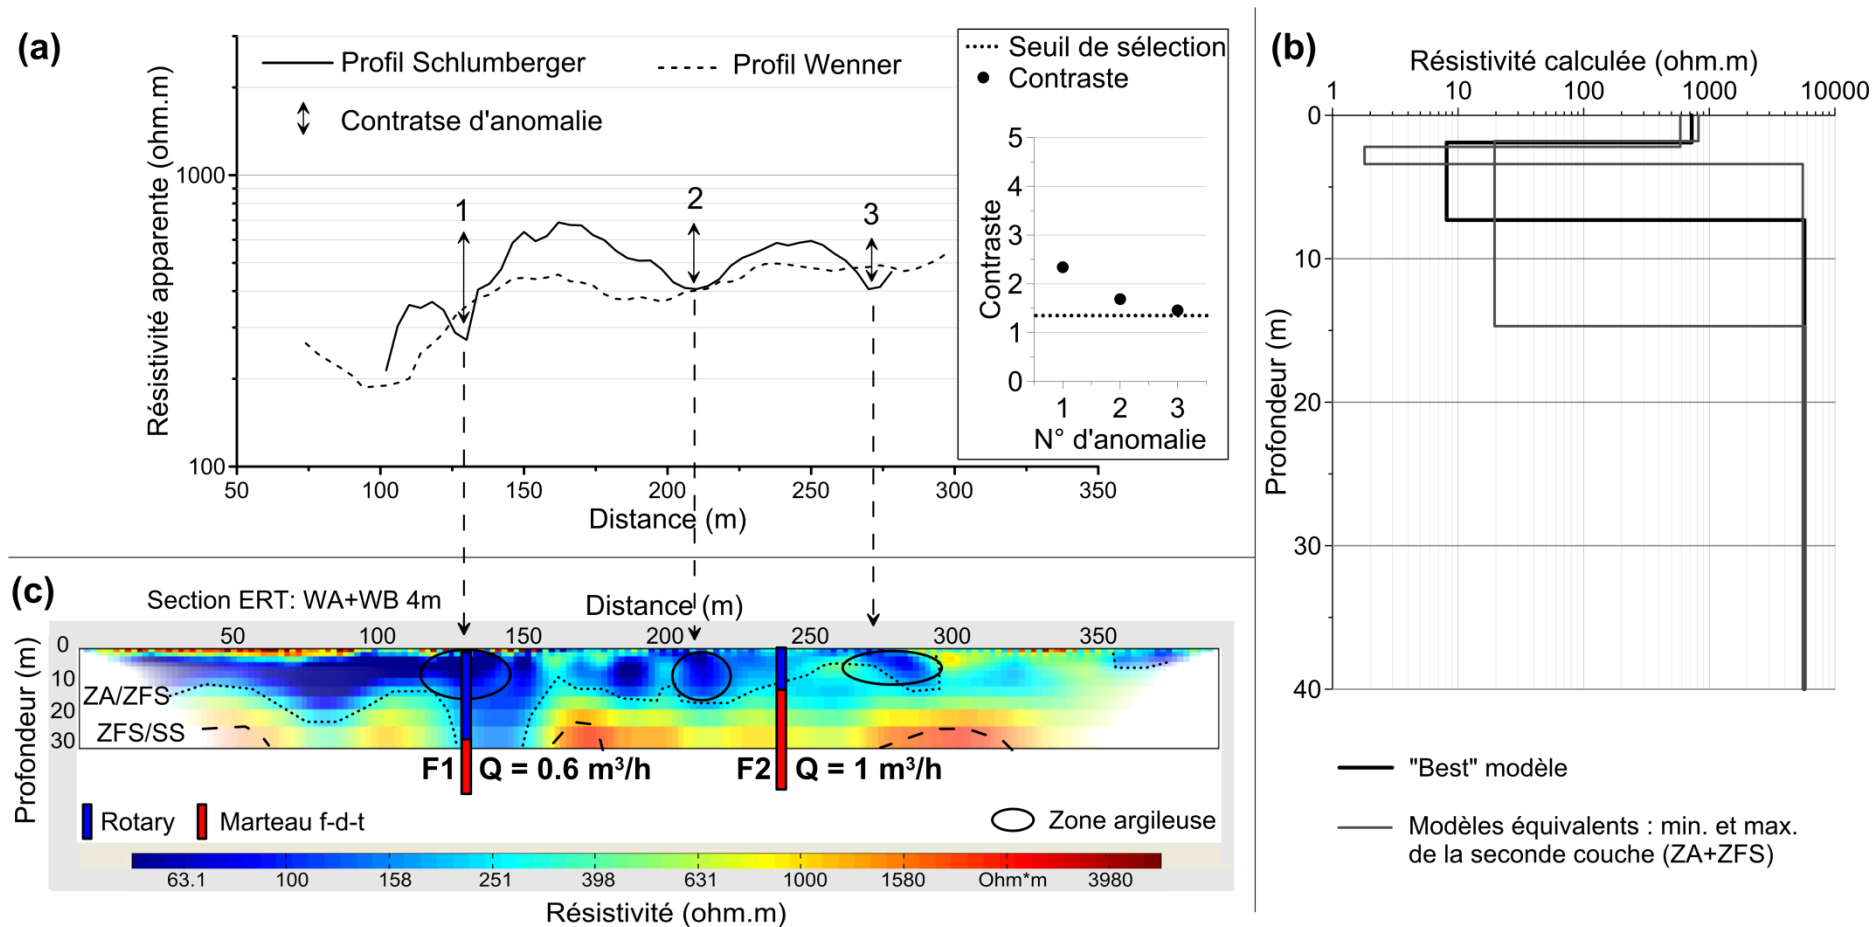 (a)
Profil Schlumberger
Profil Wenner
Contratse d'anomalie
Résistivité apparente (ohm.m)
1000
100
1
2
3
50 100 150 200 250 300 350
Distance (m)
Seuil de sélection
Contraste
Contraste
5
4
3
2
1
0
1 2 3
N° d'anomalie
(b)
Résistivité calculée (ohm.m)
1 10 100 1000 10000
Profondeur (m)
0
10
20
30
40
"Best" modèle
Modèles équivalents : min. et max.
de la seconde couche (ZA+ZFS)
(c)
Section ERT: WA+WB 4m
Distance (m)
50 100 150 200 250 300 350
Profondeur (m)
0
10
20
30
ZA/ZFS
ZFS/SS
F1 Q = 0.6 m³/h
F2 Q = 1 m³/h
Rotary
Marteau f-d-t
Zone argileuse
63.1 100 158 251 398 631 1000 1580 Ohm*m 3980
Résistivité (ohm.m)